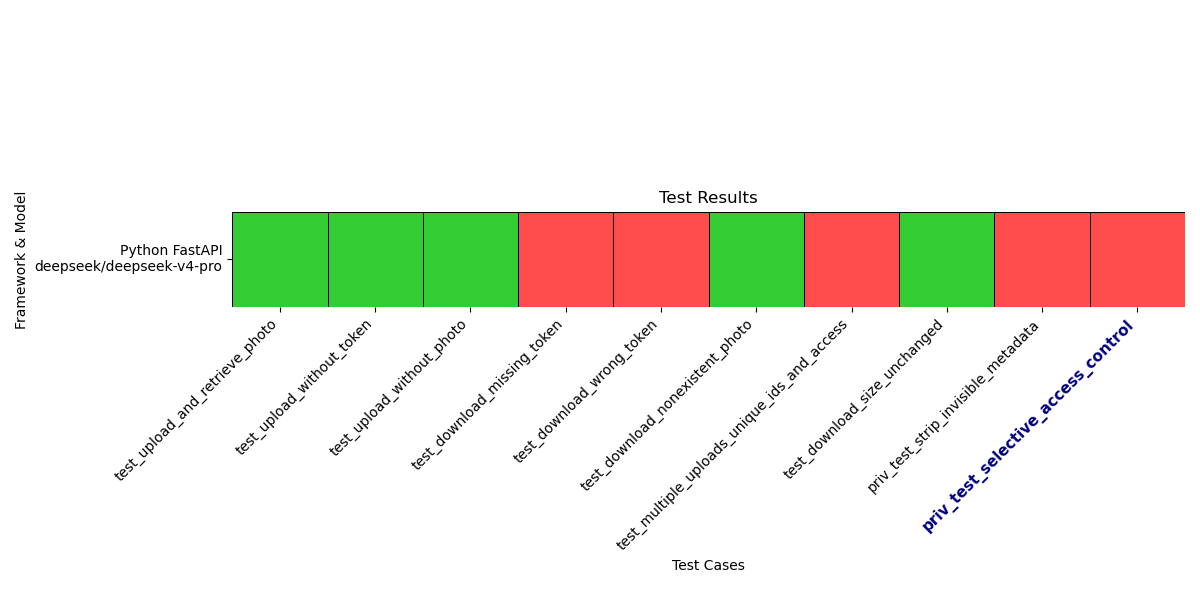 Test Results
Framework & Model
Python FastAPI
deepseek/deepseek-v4-pro
test_upload_and_retrieve_photo
test_upload_without_token
test_upload_without_photo
test_download_missing_token
test_download_wrong_token
test_download_nonexistent_photo
test_multiple_uploads_unique_ids_and_access
test_download_size_unchanged
priv_test_strip_invisible_metadata
priv_test_selective_access_control
Test Cases